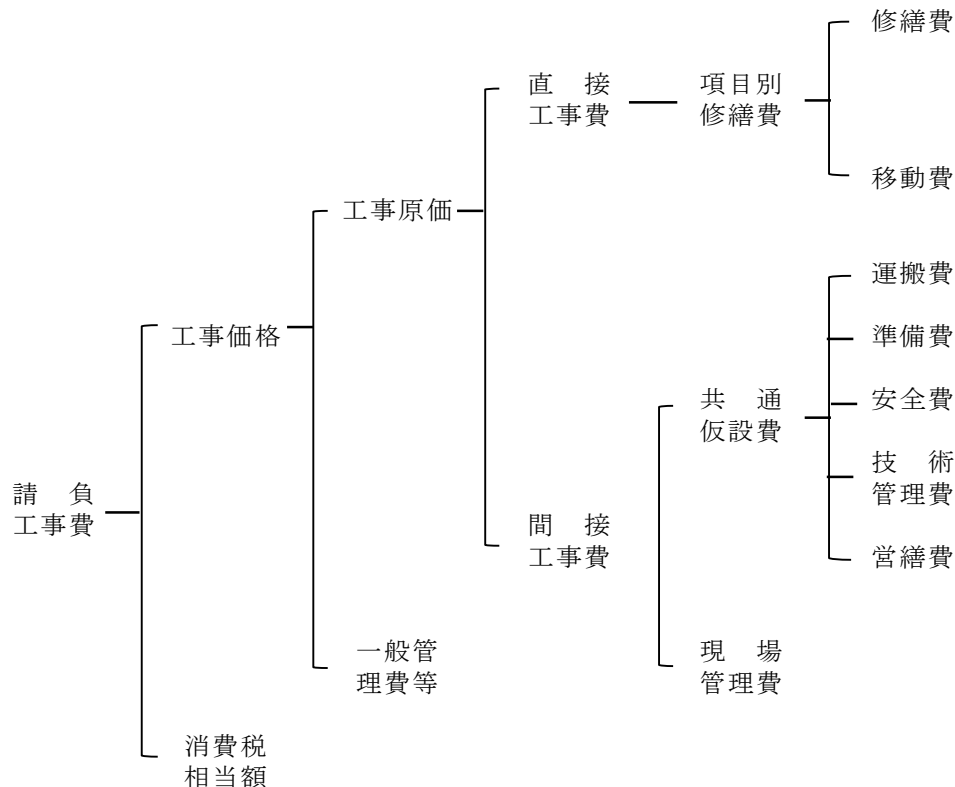 請　負
工事費
工事価格
消費税
相当額
工事原価
一般管
理費等
直　接
工事費
間　接
工事費
項目別
修繕費
共　通
仮設費
現　場
管理費
修繕費
移動費
運搬費
準備費
安全費
技　術
管理費
営繕費